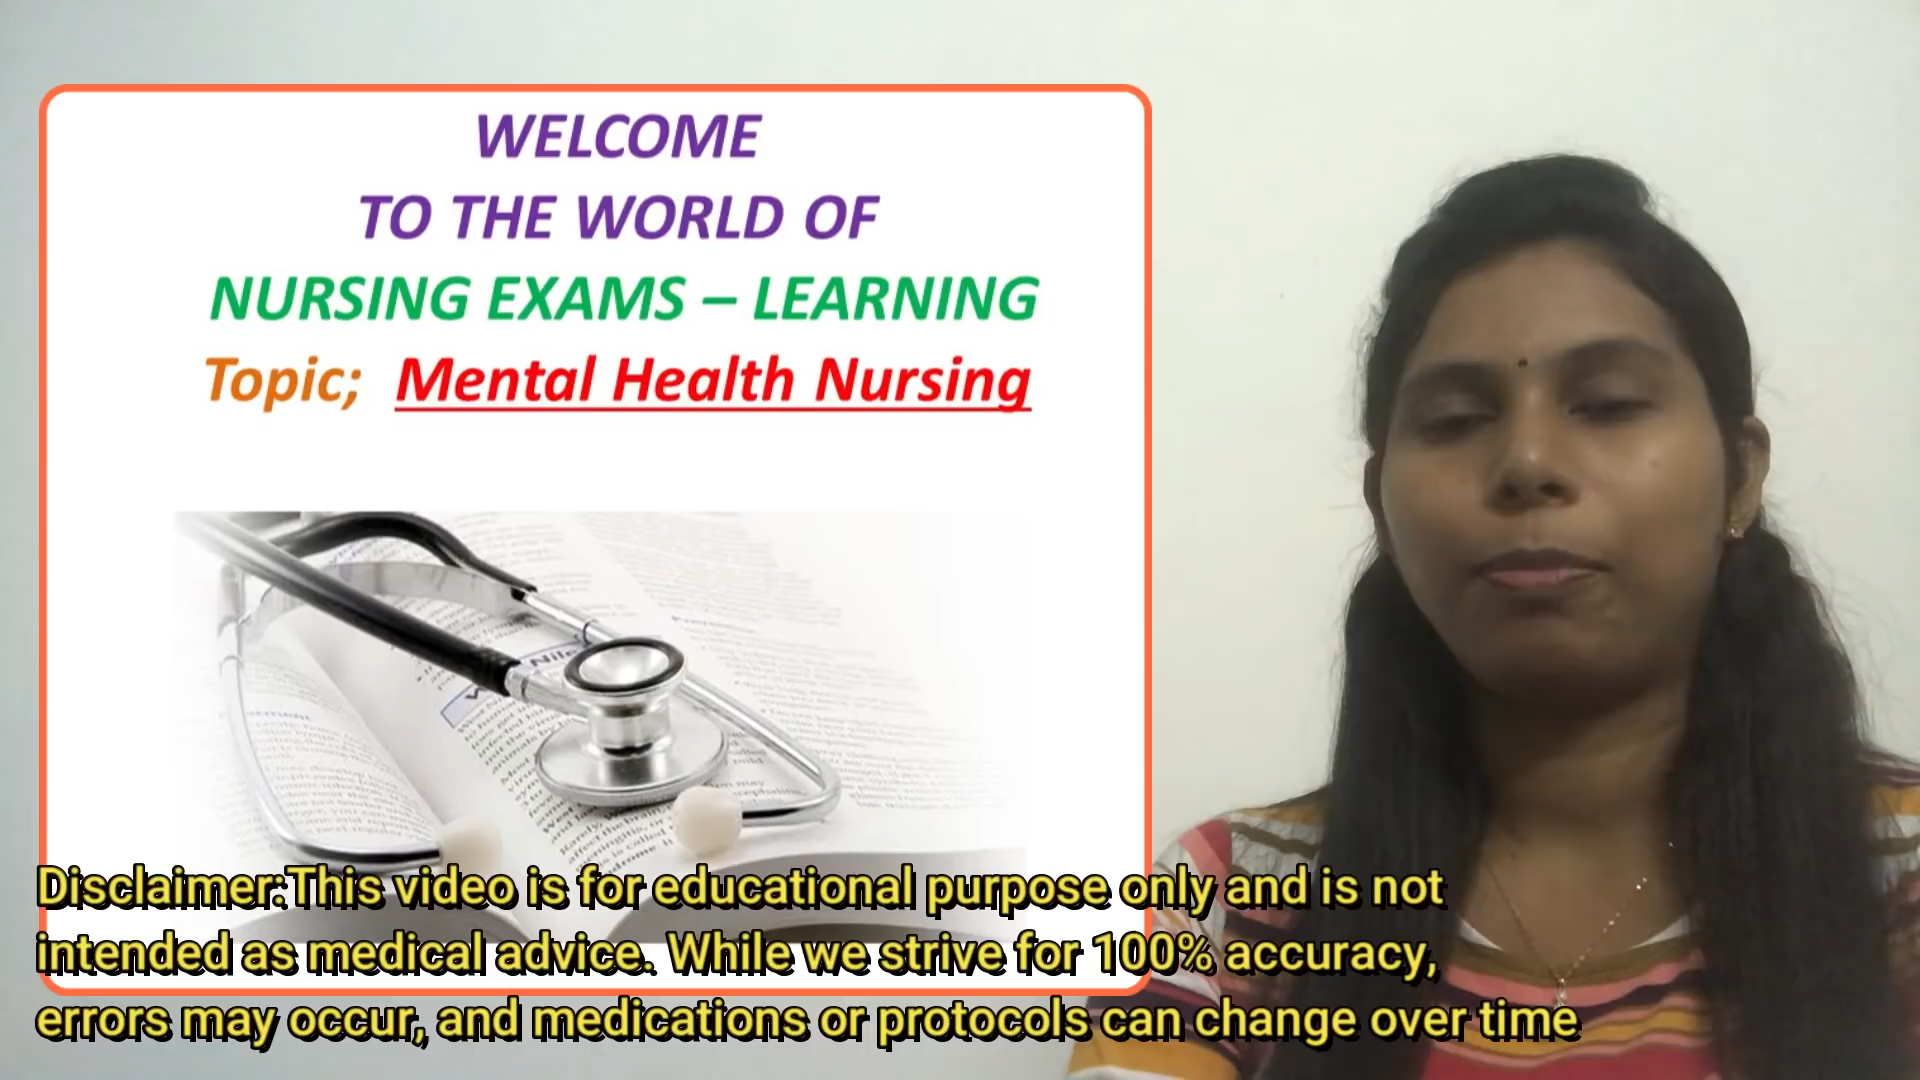 WELCOME
TO THE WORLD OF
NURSING EXAMS – LEARNING
Topic; Mental Health Nursing
Disclaimer:This video is for educational purpose only and is not
intended as medical advice. While we strive for 100% accuracy,
errors may occur, and medications or protocols can change over time